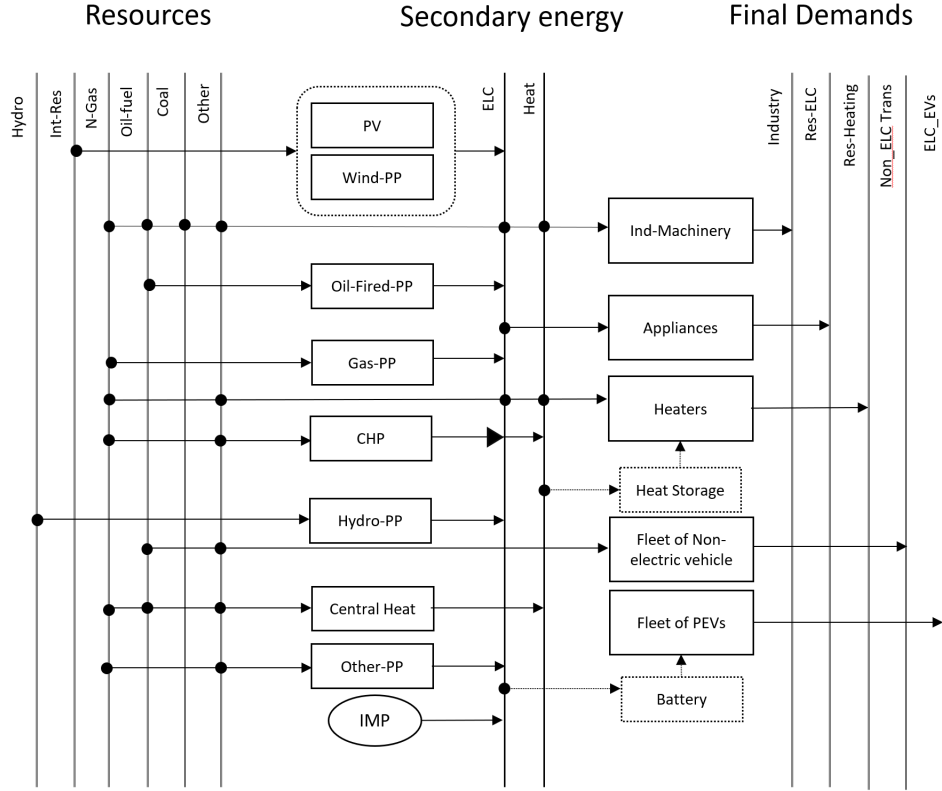 Resources
Secondary energy
Final Demands
Hydro
Int-Res
N-Gas
Oil-fuel
Coal
Other
ELC
Heat
Industry
Res-ELC
Res-Heating
Non_ELC Trans
ELC_EVs
PV
Wind-PP
Ind-Machinery
Oil-Fired-PP
Appliances
Gas-PP
Heaters
CHP
Heat Storage
Hydro-PP
Fleet of Non-
electric vehicle
Central Heat
Fleet of PEVs
Other-PP
Battery
IMP